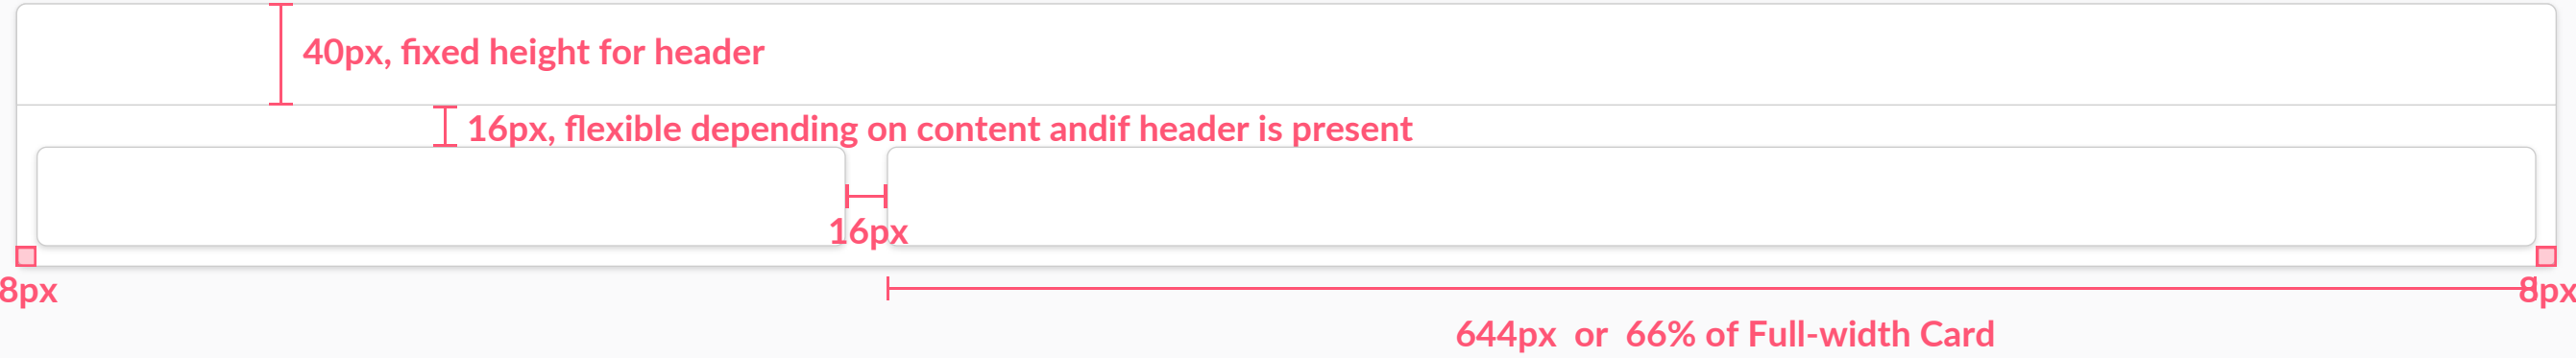 40px, fixed height for header
16px, flexible depending on content andif header is present
16px
8px
8px
644px  or  66% of Full-width Card